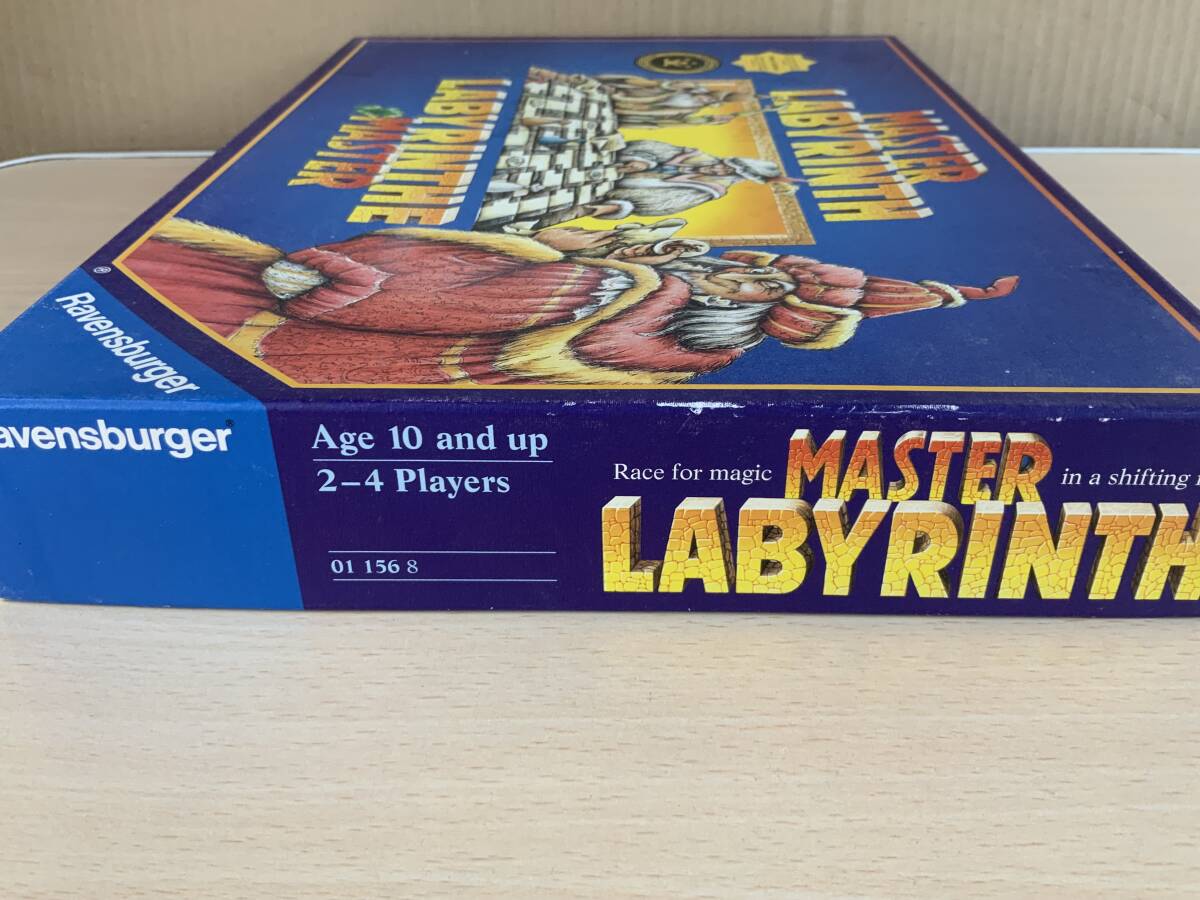 MASTER
LABYRINTH
LABYRINTHE
MASTER
Ravensburger
®
avensburger®
Age 10 and up
2–4 Players
01 156 8
Race for magic MASTER in a shifting
LABYRINTH